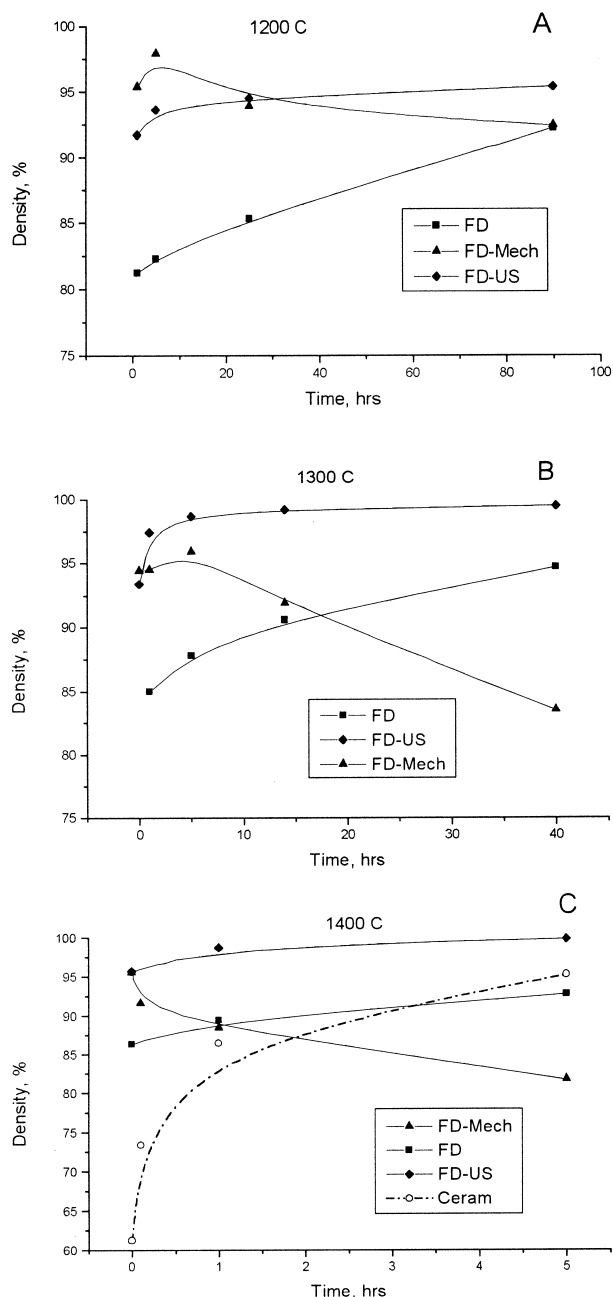 1200 C
A
100
95
90
85
80
75
Density, %
FD
FD-Mech
FD-US
0
20
40
60
80
100
Time, hrs
1300 C
B
100
95
90
85
80
75
Density, %
FD
FD-US
FD-Mech
0
10
20
30
40
Time, hrs
1400 C
C
100
95
90
85
80
75
70
65
60
Density, %
FD-Mech
FD
FD-US
Ceram
0
1
2
3
4
5
Time, hrs